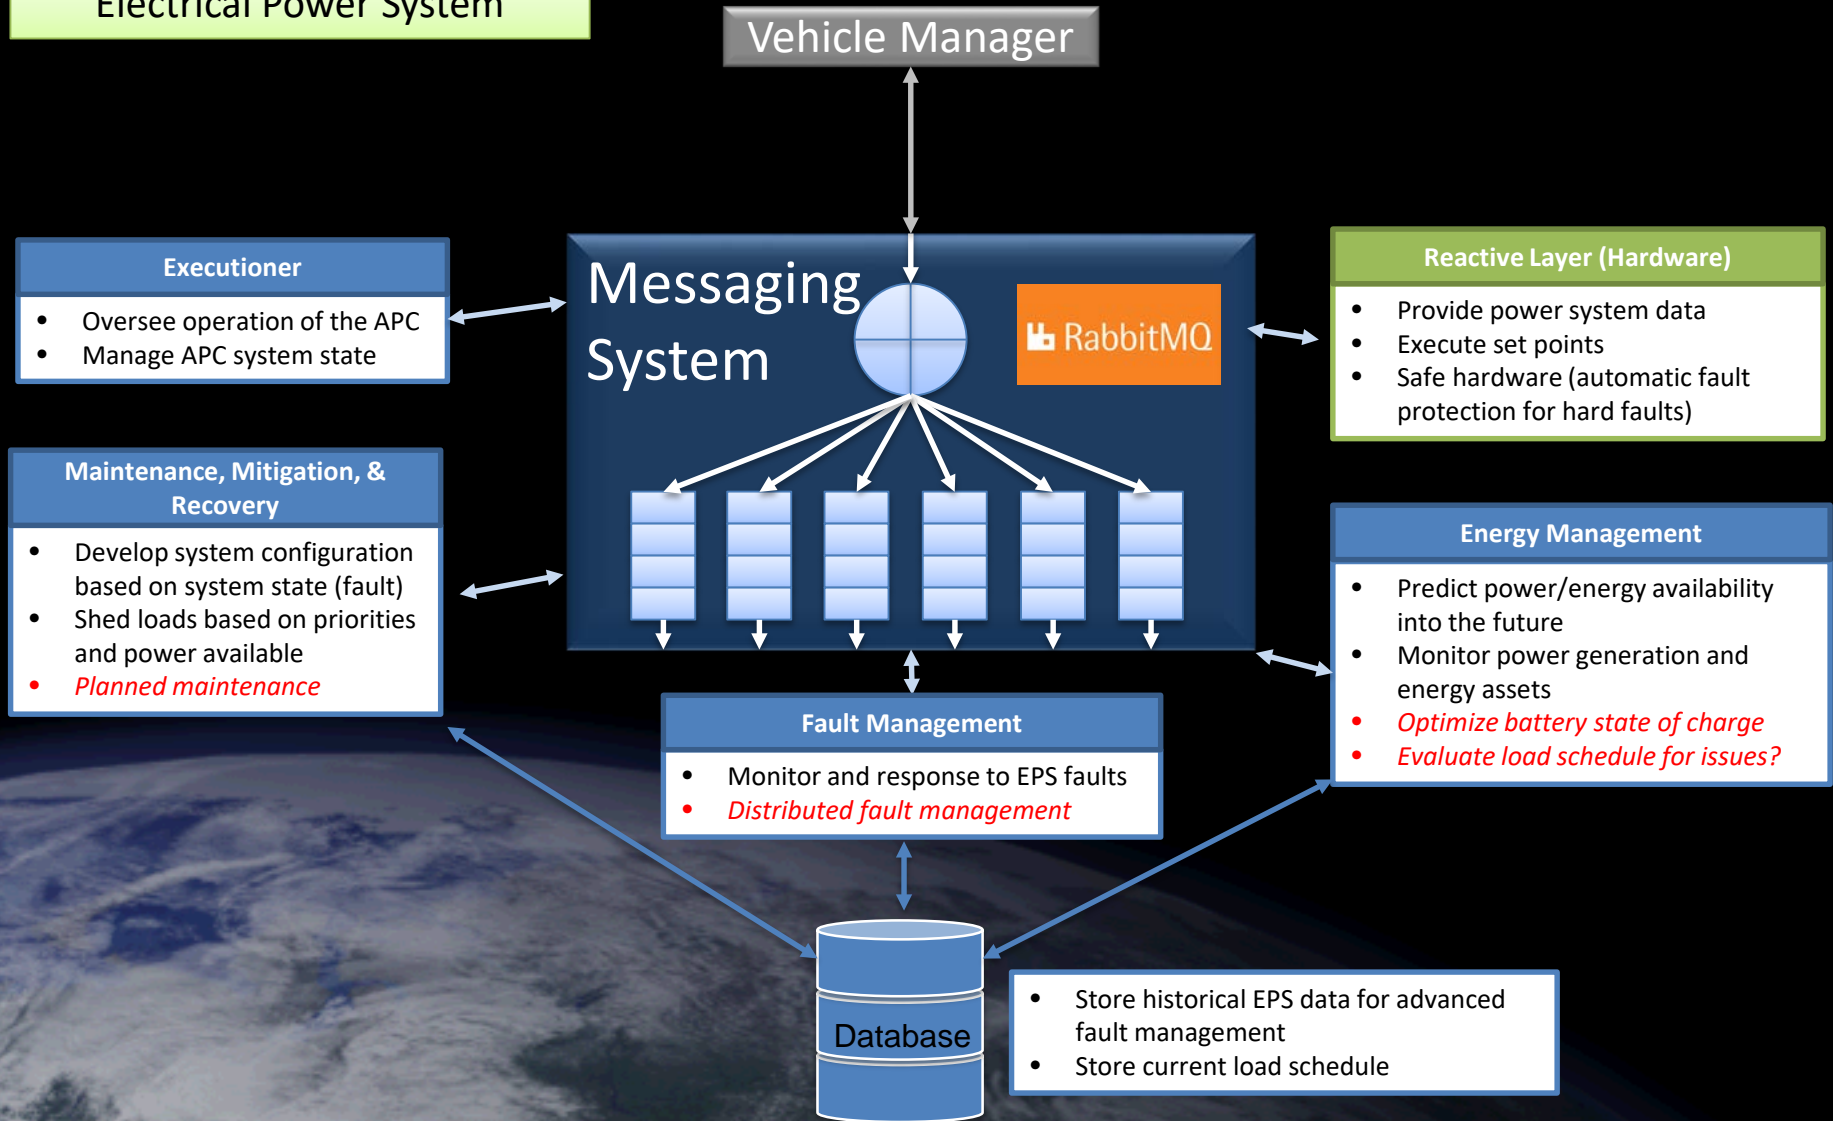 Electrical Power System
Vehicle Manager
Executioner
• Oversee operation of the APC
• Manage APC system state
Messaging
System
RabbitMQ
Reactive Layer (Hardware)
• Provide power system data
• Execute set points
• Safe hardware (automatic fault
protection for hard faults)
Maintenance, Mitigation, &
Recovery
• Develop system configuration
based on system state (fault)
• Shed loads based on priorities
and power available
• Planned maintenance
Energy Management
• Predict power/energy availability
into the future
• Monitor power generation and
energy assets
• Optimize battery state of charge
• Evaluate load schedule for issues?
Fault Management
• Monitor and response to EPS faults
• Distributed fault management
Database
• Store historical EPS data for advanced
fault management
• Store current load schedule